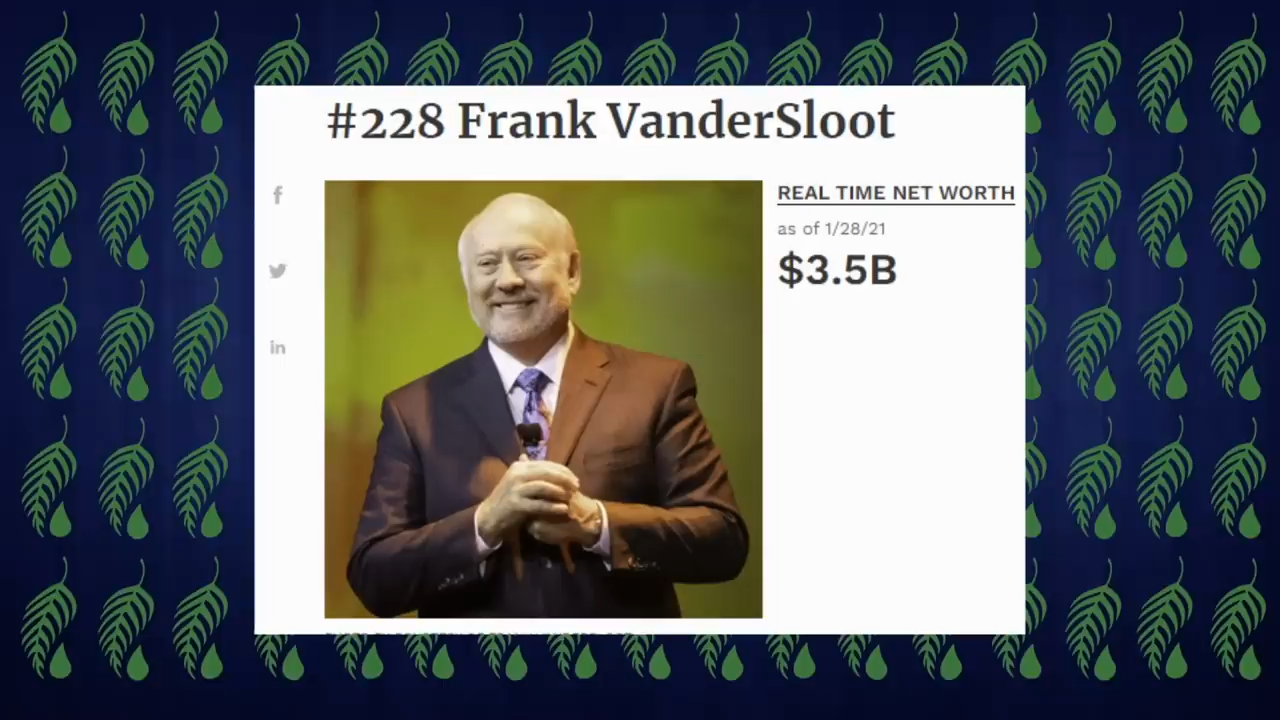 #228 Frank VanderSloot
REAL TIME NET WORTH
as of 1/28/21
$3.5B